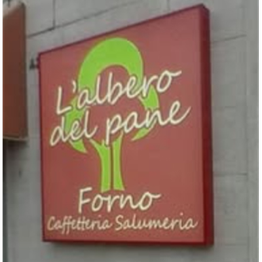 L'albero
del pane
Forno
Caffetteria Salumeria